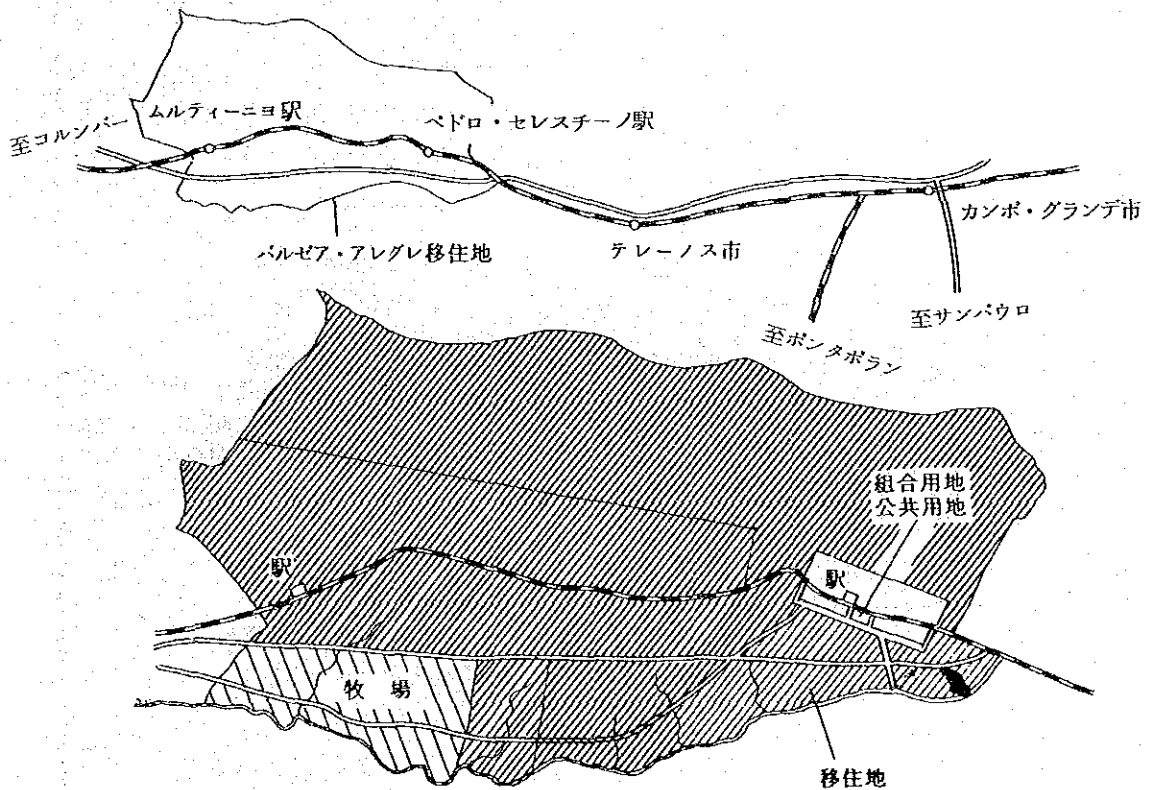 至コルンバー
ムルティーニヨ駅
ペドロ・セレスチーノ駅
カンポ・グランデ市
バルゼア・アレグレ移住地
テレーノス市
至サンパウロ
至ポンタポラン
組合用地
公共用地
駅
駅
牧場
移住地